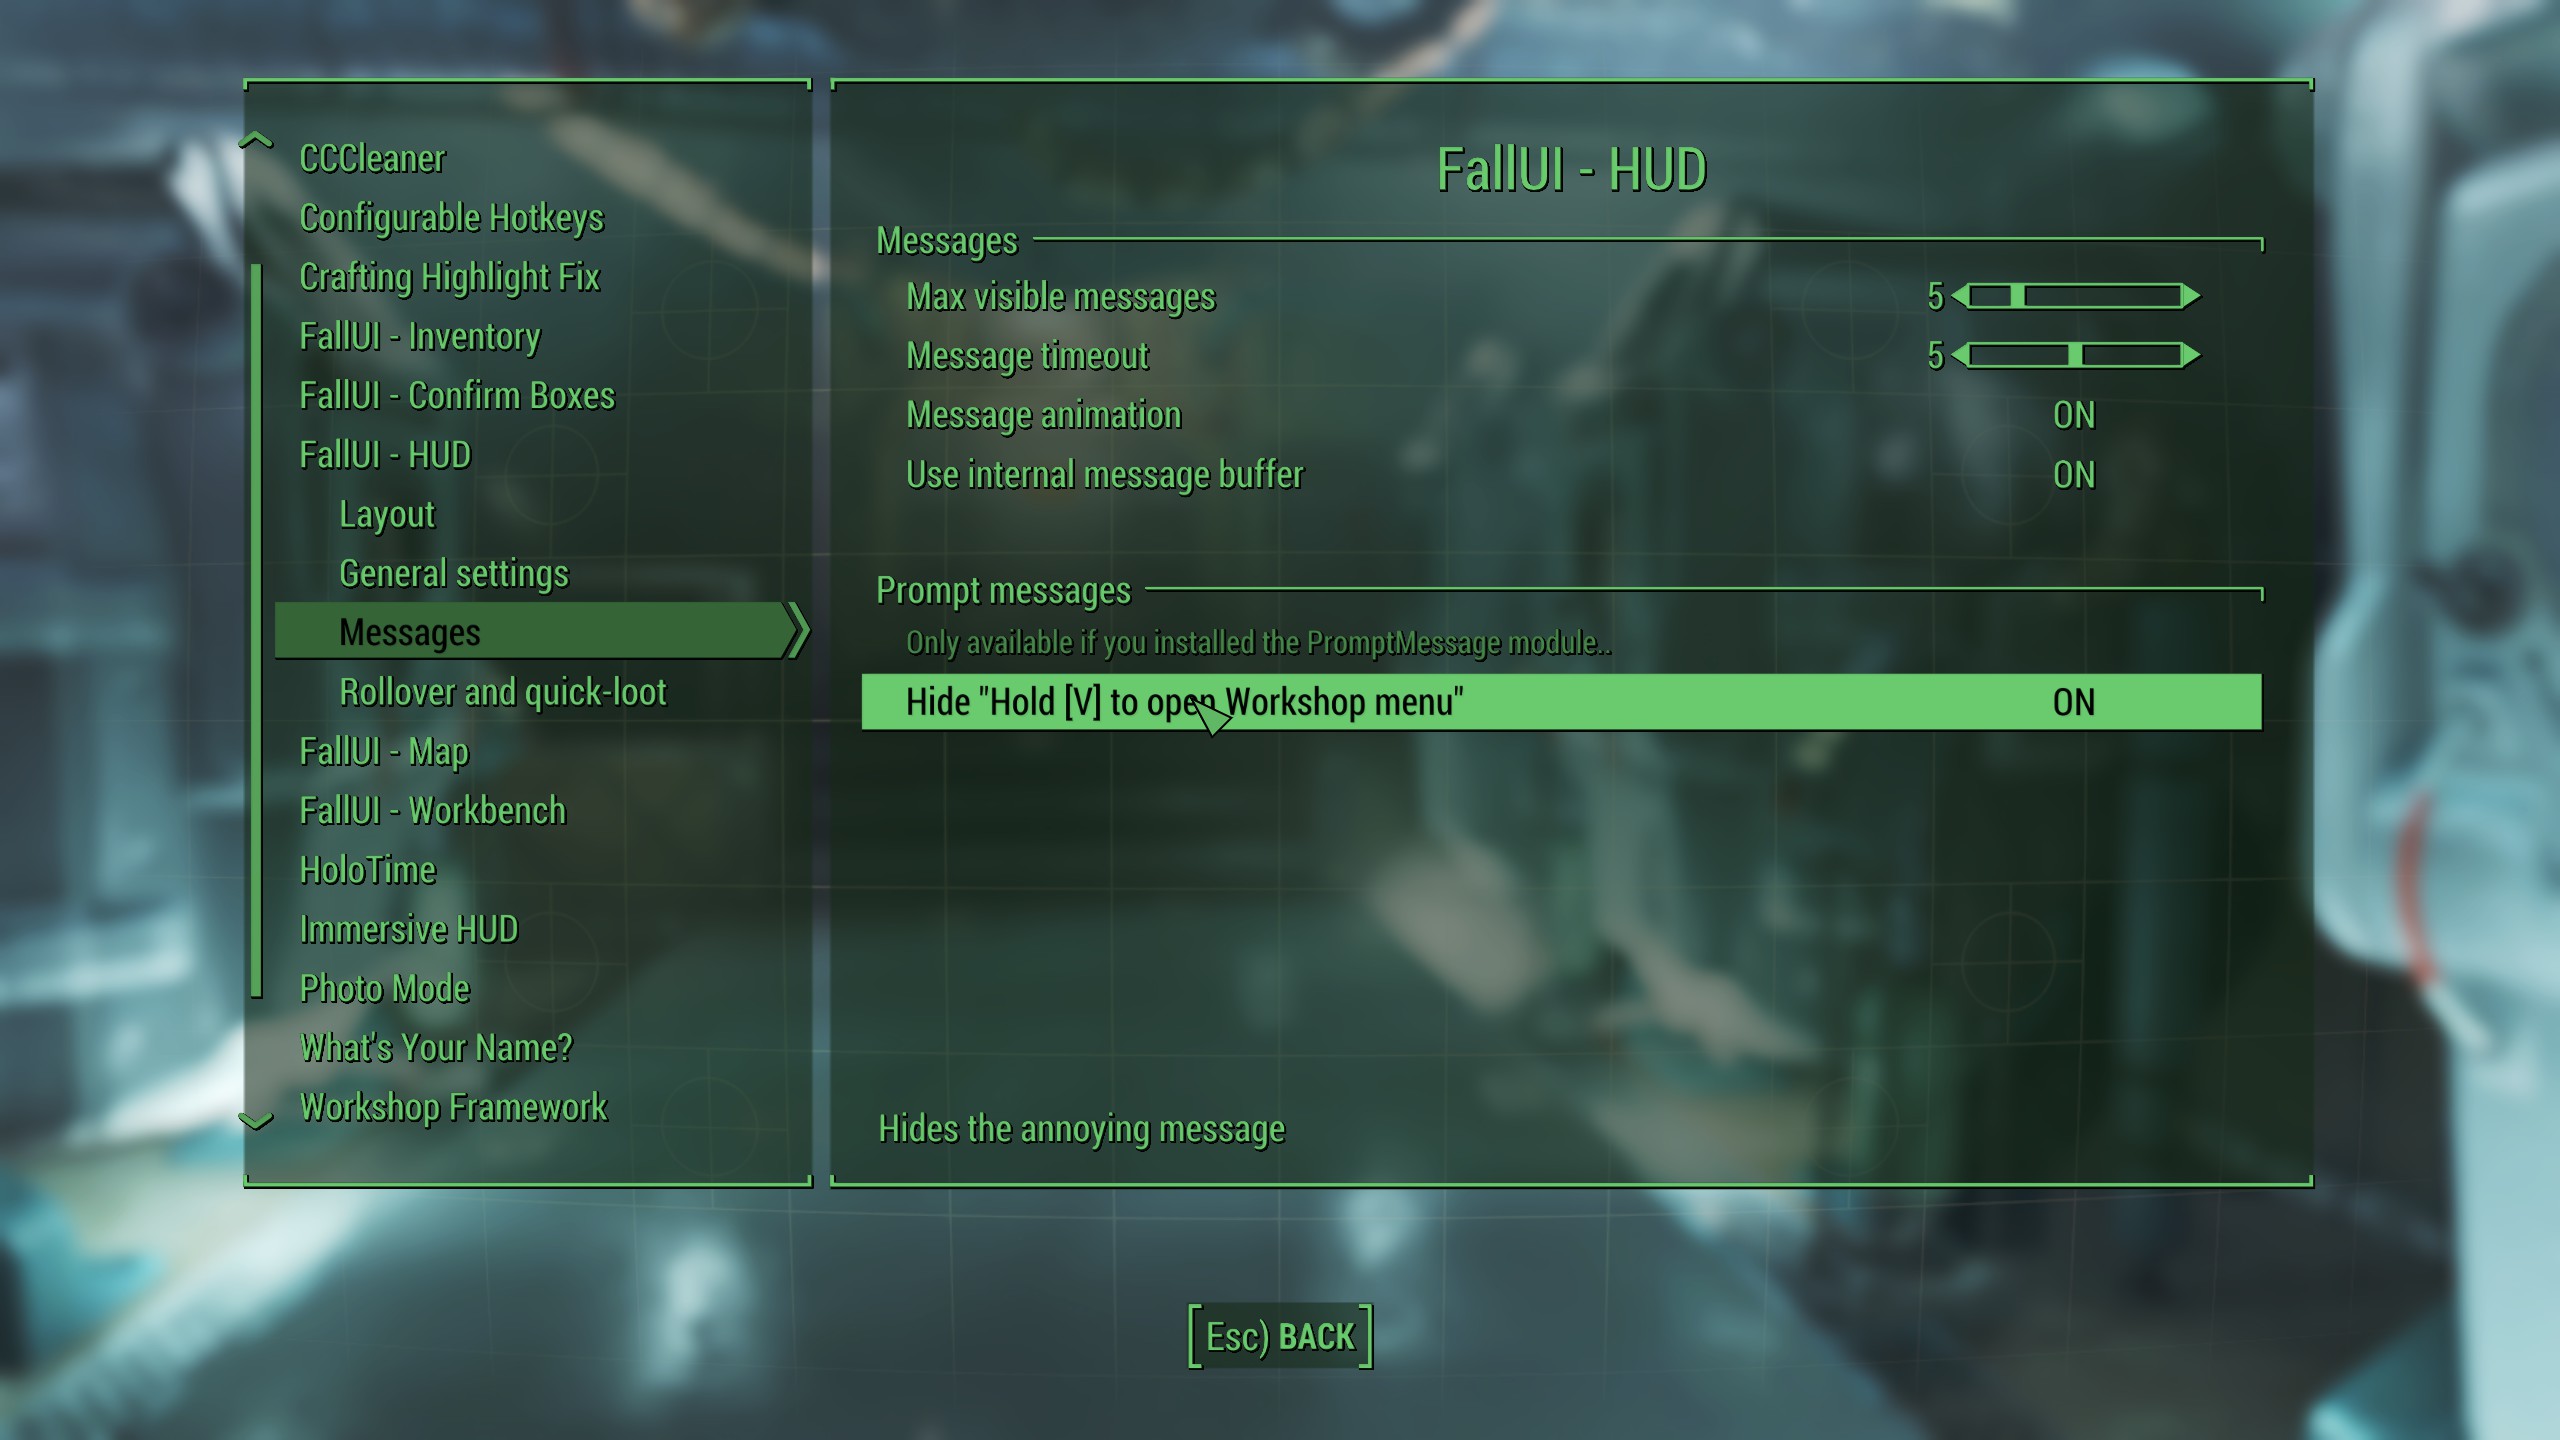 CCCleaner
Configurable Hotkeys
Crafting Highlight Fix
FallUI - Inventory
FallUI - Confirm Boxes
FallUI - HUD
Layout
General settings
Messages
Rollover and quick-loot
FallUI - Map
FallUI - Workbench
HoloTime
Immersive HUD
Photo Mode
What's Your Name?
Workshop Framework
FallUI - HUD
Messages
Max visible messages 5
Message timeout 5
Message animation ON
Use internal message buffer ON
Prompt messages
Only available if you installed the PromptMessage module..
Hide "Hold [V] to open Workshop menu" ON
Hides the annoying message
Esc) BACK